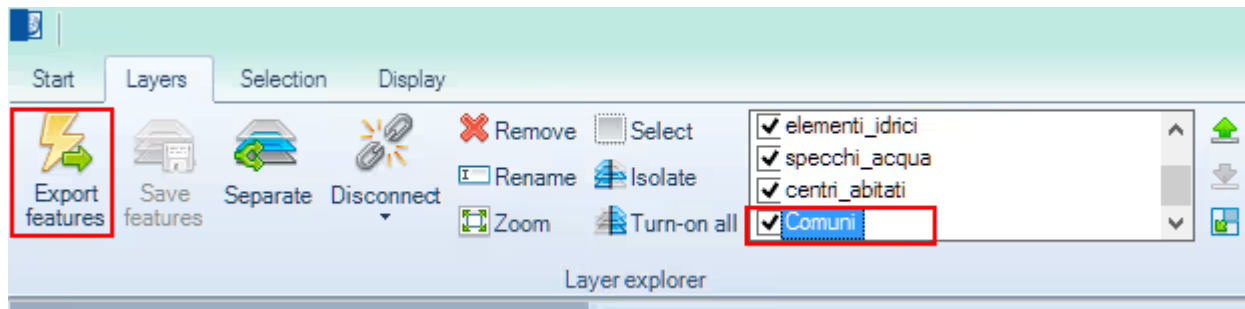 Start Layers Selection Display
Export features
Save features
Separate
Disconnect
Remove
Rename
Zoom
Select
Isolate
Turn-on all
elementi_idrici
specchi_acqua
centri_abitati
Comuni
Layer explorer